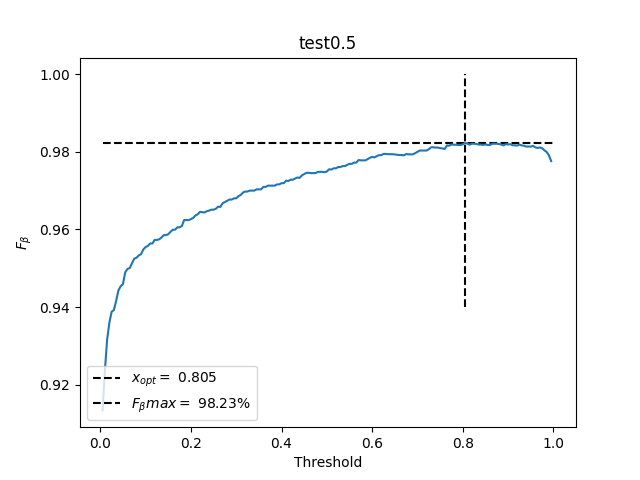 test0.5
1.00
0.98
0.96
0.94
0.92
F_β
x_opt = 0.805
F_βmax = 98.23%
0.0 0.2 0.4 0.6 0.8 1.0
Threshold